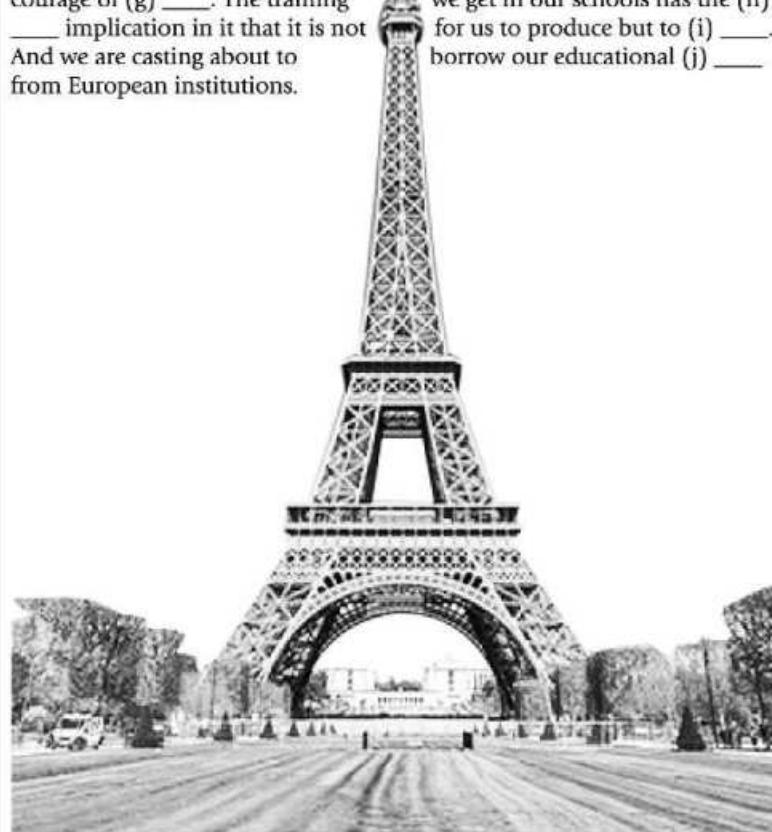 courage of (g) ____. The training we get in our schools has the (h)
____ implication in it that it is not for us to produce but to (i) ____.
And we are casting about to borrow our educational (j) ____
from European institutions.